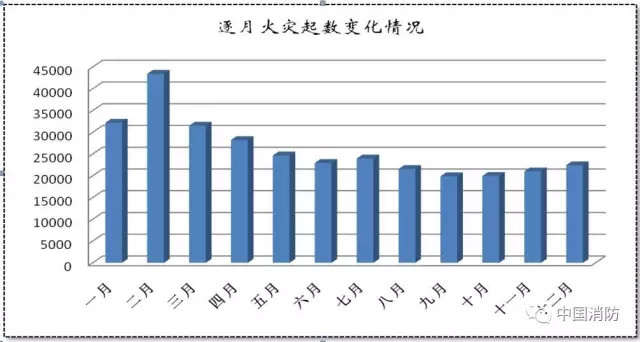 逐月火灾起数变化情况
45000
40000
35000
30000
25000
20000
15000
10000
5000
0
一月
二月
三月
四月
五月
六月
七月
八月
九月
十月
十一月
十二月
中国消防